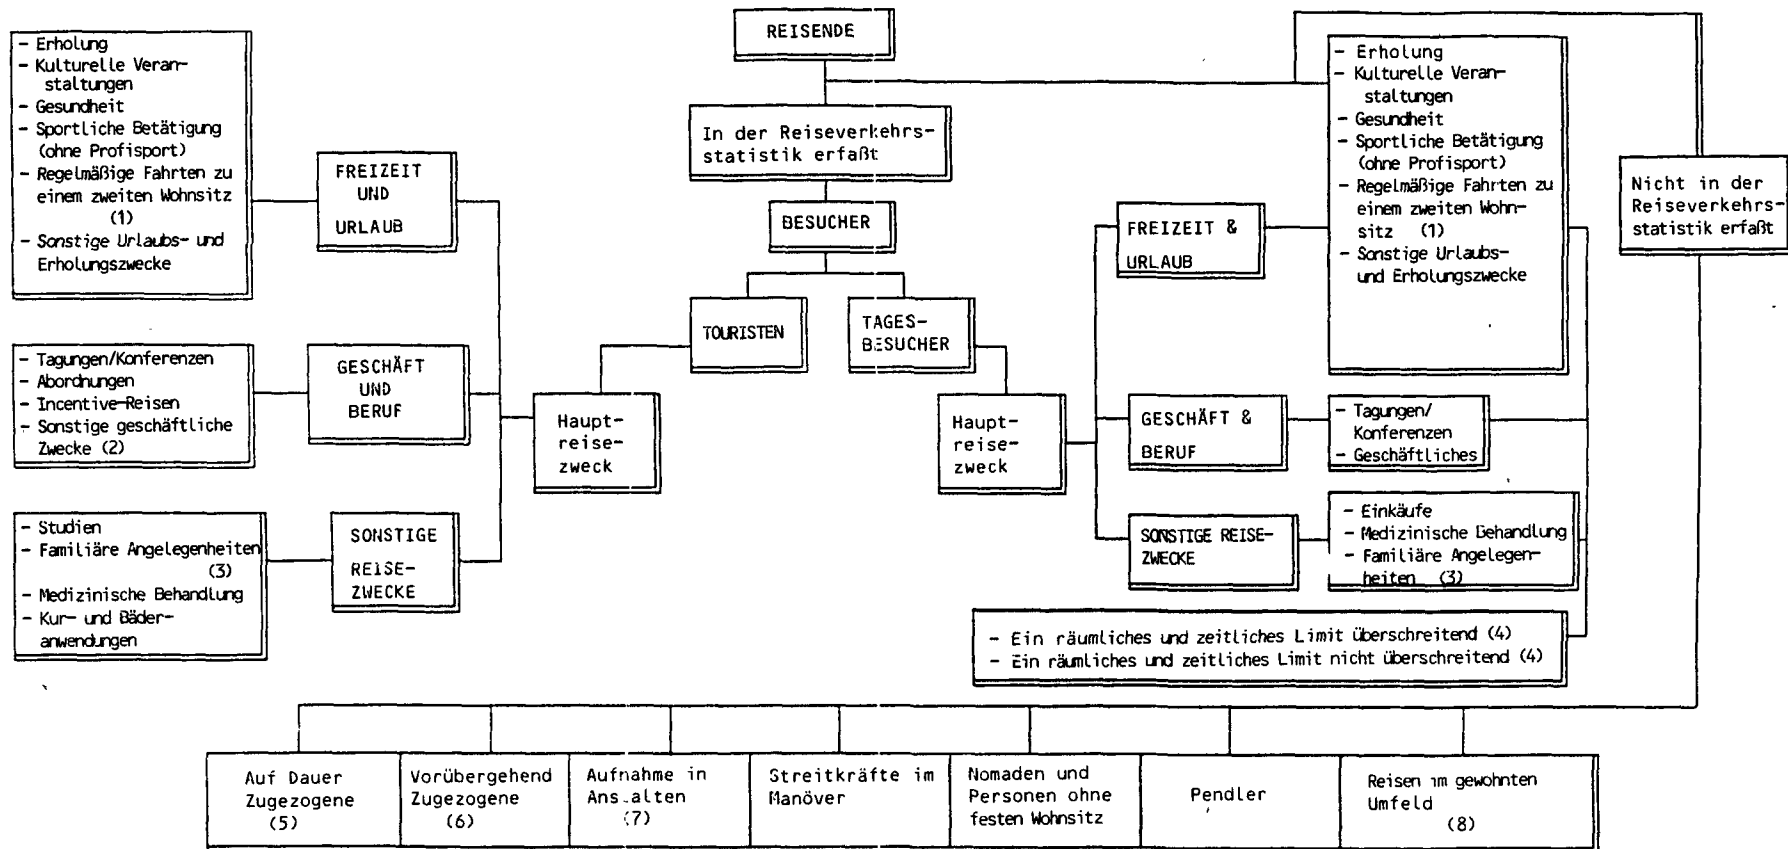 REISENDE
In der Reiseverkehrs-
statistik erfaßt
BESUCHER
TOURISTEN
TAGES-
BESUCHER
Haupt-
reise-
zweck
FREIZEIT
UND
URLAUB
- Erholung
- Kulturelle Veran-
staltungen
- Gesundheit
- Sportliche Betätigung
(ohne Profisport)
- Regelmäßige Fahrten zu
einem zweiten Wohnsitz
(1)
- Sonstige Urlaubs- und
Erholungszwecke
GESCHÄFT
UND
BERUF
- Tagungen/Konferenzen
- Abordnungen
- Incentive-Reisen
- Sonstige geschäftliche
Zwecke (2)
SONSTIGE
REISE-
ZWECKE
- Studien
- Familiäre Angelegenheiten
(3)
- Medizinische Behandlung
- Kur- und Bäder-
anwendungen
Haupt-
reise-
zweck
FREIZEIT &
URLAUB
- Erholung
- Kulturelle Veran-
staltungen
- Gesundheit
- Sportliche Betätigung
(ohne Profisport)
- Regelmäßige Fahrten zu
einem zweiten Wohn-
sitz (1)
- Sonstige Urlaubs-
und Erholungszwecke
GESCHÄFT &
BERUF
- Tagungen/
Konferenzen
- Geschäftliches
SONSTIGE REISE-
ZWECKE
- Einkäufe
- Medizinische Behandlung
- Familiäre Angelegen-
heiten (3)
- Ein räumliches und zeitliches Limit überschreitend (4)
- Ein räumliches und zeitliches Limit nicht überschreitend (4)
Nicht in der
Reiseverkehrs-
statistik erfaßt
Auf Dauer
Zugezogene
(5)
Vorübergehend
Zugezogene
(6)
Aufnahme in
Anstalten
(7)
Streitkräfte im
Manöver
Nomaden und
Personen ohne
festen Wohnsitz
Pendler
Reisen im gewohnten
Umfeld
(8)